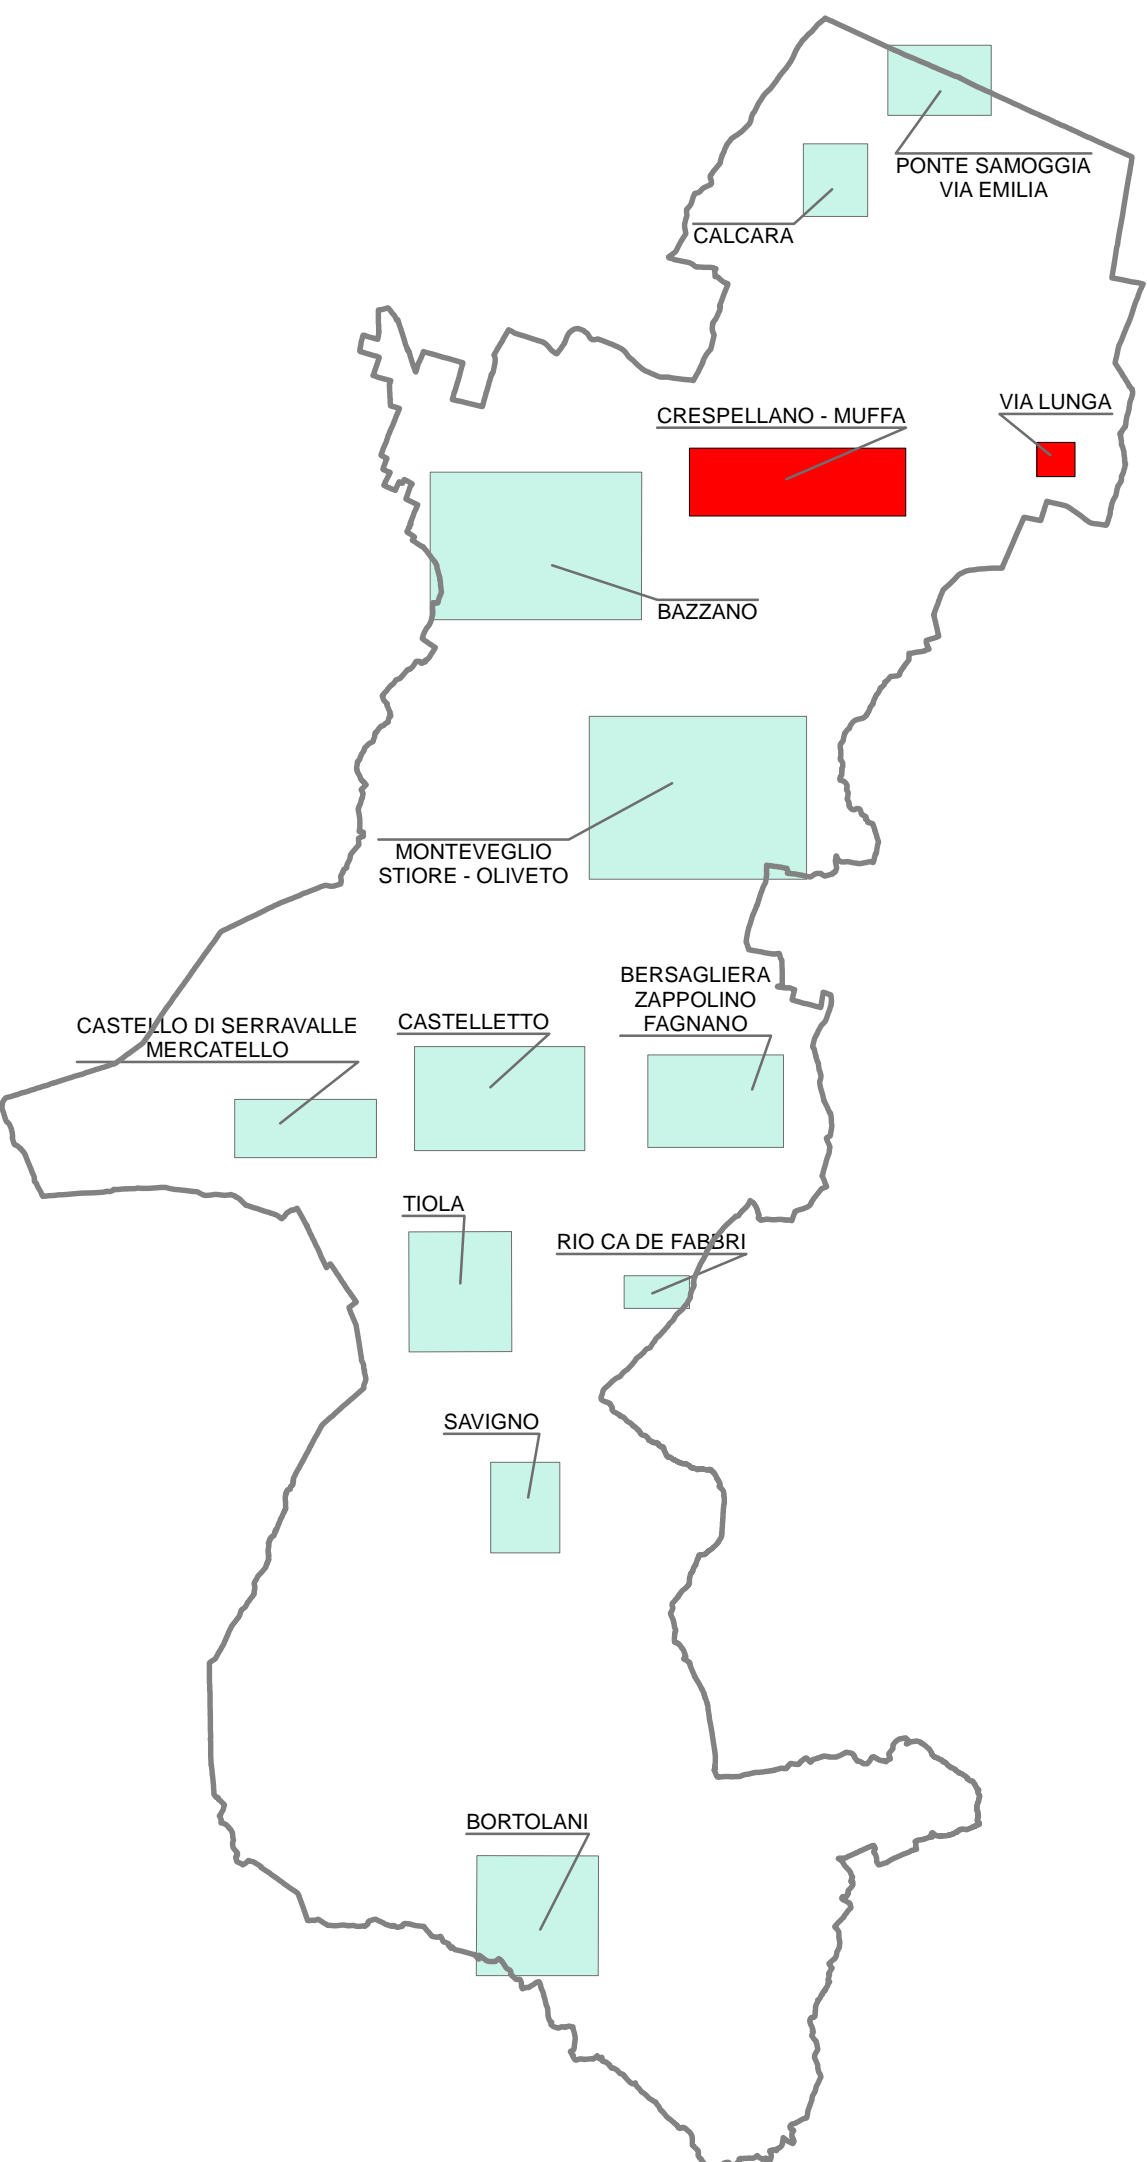 PONTE SAMOGGIA
VIA EMILIA
CALCARA
VIA LUNGA
CRESPELLANO - MUFFA
BAZZANO
MONTEVEGLIO
STIORE - OLIVETO
BERSAGLIERA
ZAPPOLINO
FAGNANO
CASTELLO DI SERRAVALLE
MERCATELLO
CASTELLETTO
TIOLA
RIO CA DE FABBRI
SAVIGNO
BORTOLANI